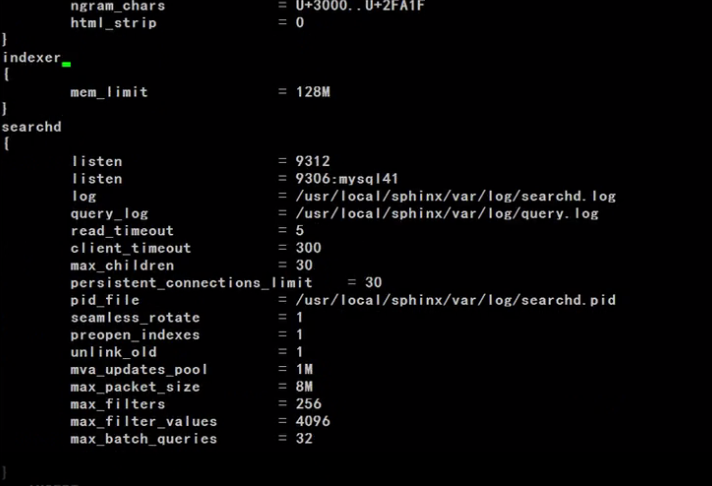 ngram_chars = U+3000..U+2FA1F
html_strip = 0
}
indexer
{
mem_limit = 128M
}
searchd
{
listen = 9312
listen = 9306:mysql41
log = /usr/local/sphinx/var/log/searchd.log
query_log = /usr/local/sphinx/var/log/query.log
read_timeout = 5
client_timeout = 300
max_children = 30
persistent_connections_limit = 30
pid_file = /usr/local/sphinx/var/log/searchd.pid
seamless_rotate = 1
preopen_indexes = 1
unlink_old = 1
mva_updates_pool = 1M
max_packet_size = 8M
max_filters = 256
max_filter_values = 4096
max_batch_queries = 32
}